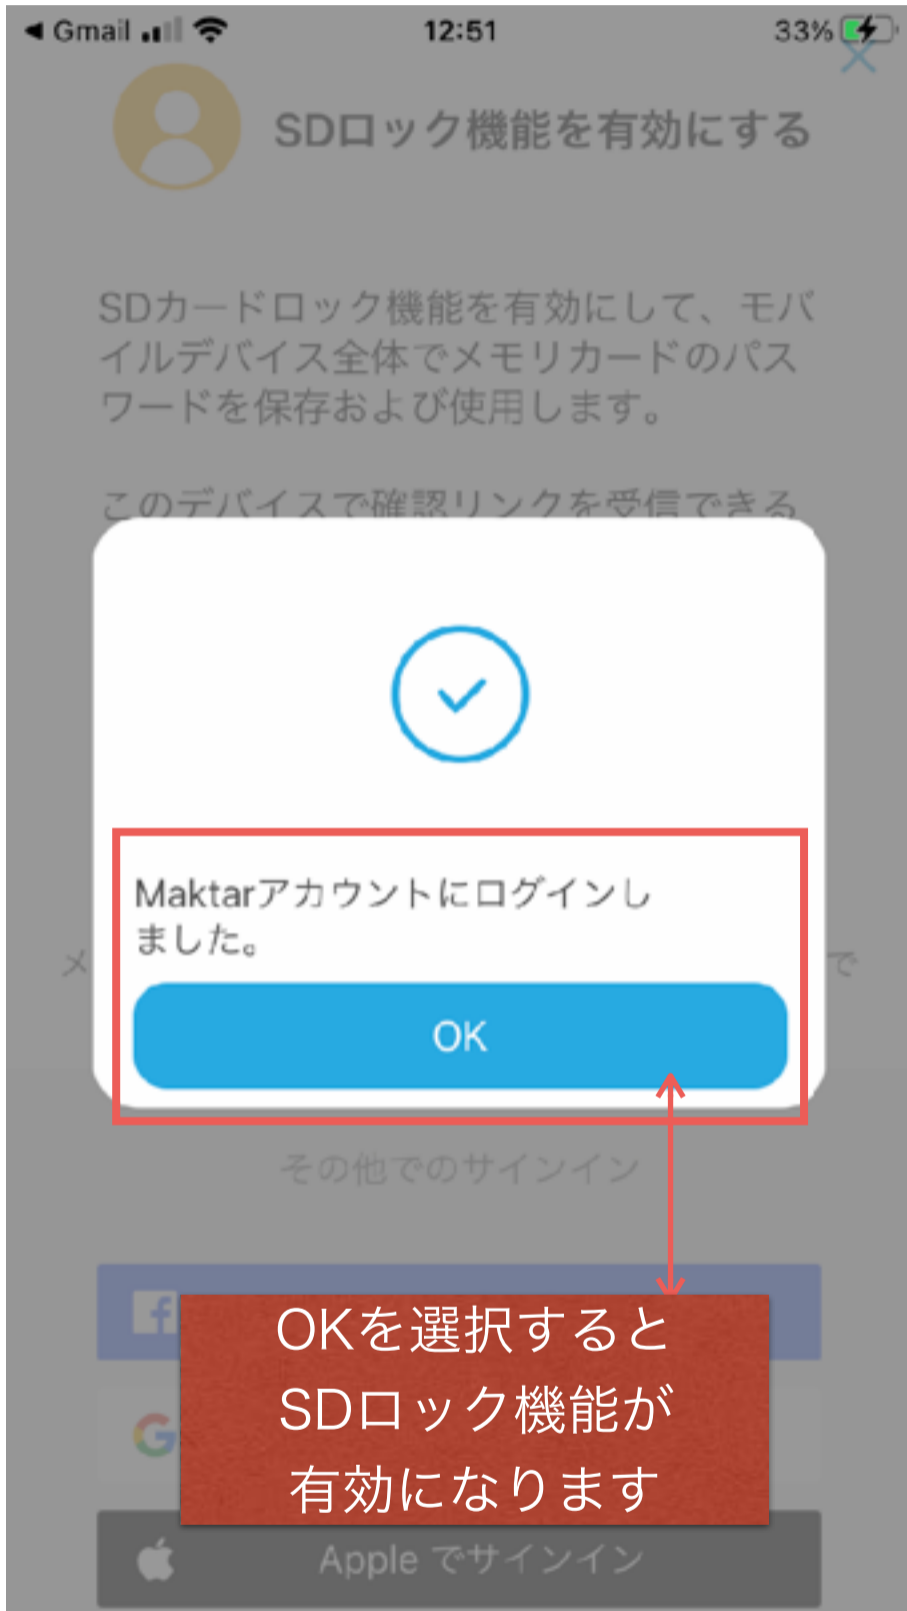 Gmail
12:51
33%
SDロック機能を有効にする
SDカードロック機能を有効にして、モバ
イルデバイス全体でメモリカードのパス
ワードを保存および使用します。
このデバイスで確認リンクを受信できる
Maktarアカウントにログインし
ました。
メ
で
OK
その他でのサインイン
OKを選択すると
SDロック機能が
有効になります
Apple でサインイン